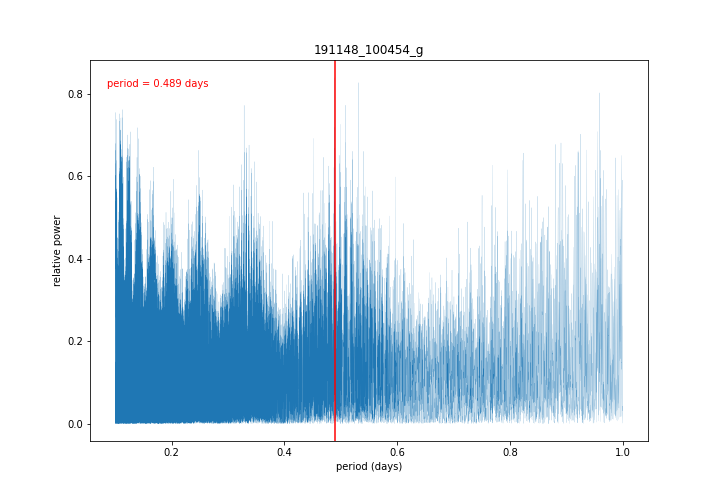 191148_100454_g
period = 0.489 days
relative power
0.8
0.6
0.4
0.2
0.0
0.2 0.4 0.6 0.8 1.0
period (days)